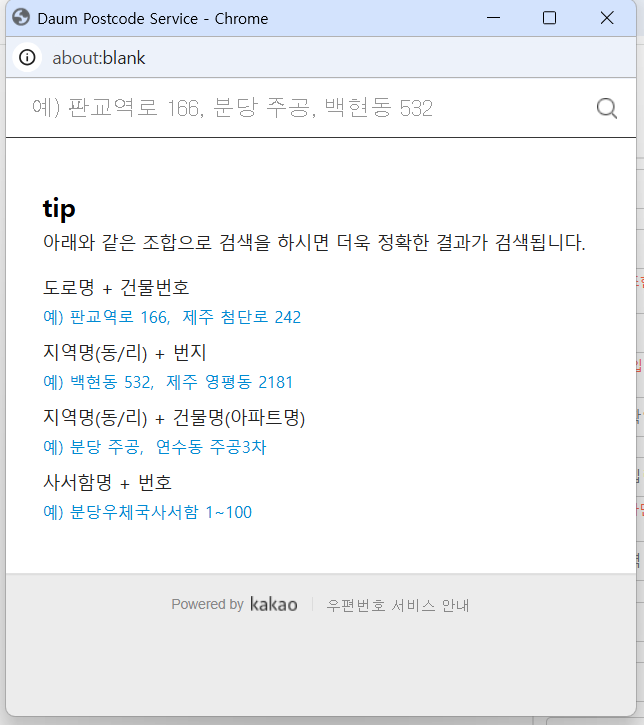 Daum Postcode Service - Chrome
about:blank
예) 판교역로 166, 분당 주공, 백현동 532
tip
아래와 같은 조합으로 검색을 하시면 더욱 정확한 결과가 검색됩니다.
도로명 + 건물번호
예) 판교역로 166, 제주 첨단로 242
지역명(동/리) + 번지
예) 백현동 532, 제주 영평동 2181
지역명(동/리) + 건물명(아파트명)
예) 분당 주공, 연수동 주공3차
사서함명 + 번호
예) 분당우체국사서함 1~100
Powered by kakao 우편번호 서비스 안내